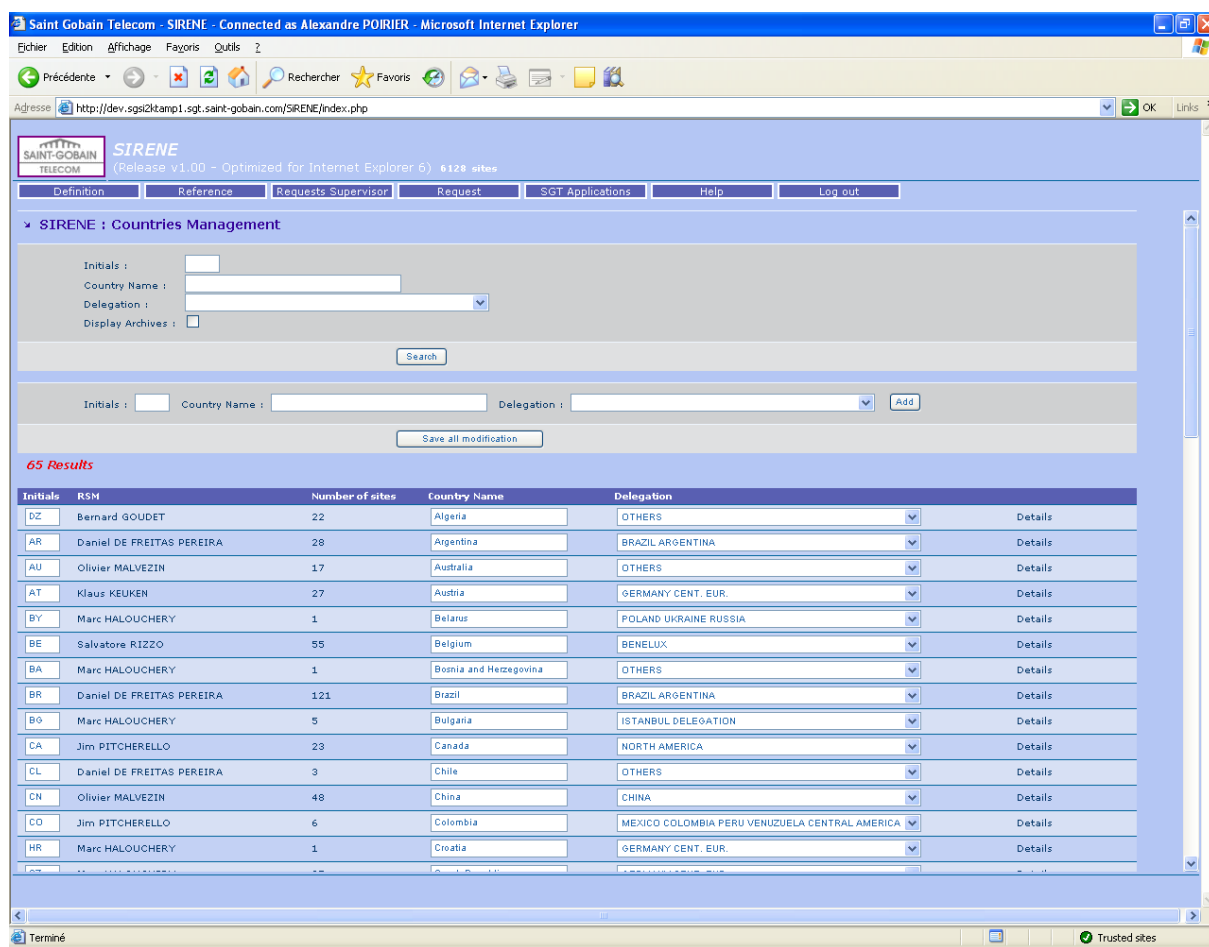 Saint Gobain Telecom - SIRENE - Connected as Alexandre POIRIER - Microsoft Internet Explorer
Fichier Edition Affichage Favoris Outils ?
Précédente Rechercher Favoris
Adresse http://dev.sgsi2ktamp1.sgt.saint-gobain.com/SiRENE/index.php OK Links
SAINT-GOBAIN
TELECOM
SIRENE
(Release v1.00 - Optimized for Internet Explorer 6) 6128 sites
Definition Reference Requests Supervisor Request SGT Applications Help Log out
SIRENE : Countries Management
Initials :
Country Name :
Delegation :
Display Archives :
Search
Initials : Country Name : Delegation : Add
Save all modification
65 Results
Initials RSM Number of sites Country Name Delegation
DZ Bernard GOUDET 22 Algeria OTHERS Details
AR Daniel DE FREITAS PEREIRA 28 Argentina BRAZIL ARGENTINA Details
AU Olivier MALVEZIN 17 Australia OTHERS Details
AT Klaus KEUKEN 27 Austria GERMANY CENT. EUR. Details
BY Marc HALOUCHERY 1 Belarus POLAND UKRAINE RUSSIA Details
BE Salvatore RIZZO 55 Belgium BENELUX Details
BA Marc HALOUCHERY 1 Bosnia and Herzegovina OTHERS Details
BR Daniel DE FREITAS PEREIRA 121 Brazil BRAZIL ARGENTINA Details
BG Marc HALOUCHERY 5 Bulgaria ISTANBUL DELEGATION Details
CA Jim PITCHERELLO 23 Canada NORTH AMERICA Details
CL Daniel DE FREITAS PEREIRA 3 Chile OTHERS Details
CN Olivier MALVEZIN 48 China CHINA Details
CO Jim PITCHERELLO 6 Colombia MEXICO COLOMBIA PERU VENUZUELA CENTRAL AMERICA Details
HR Marc HALOUCHERY 1 Croatia GERMANY CENT. EUR. Details
Terminé Trusted sites